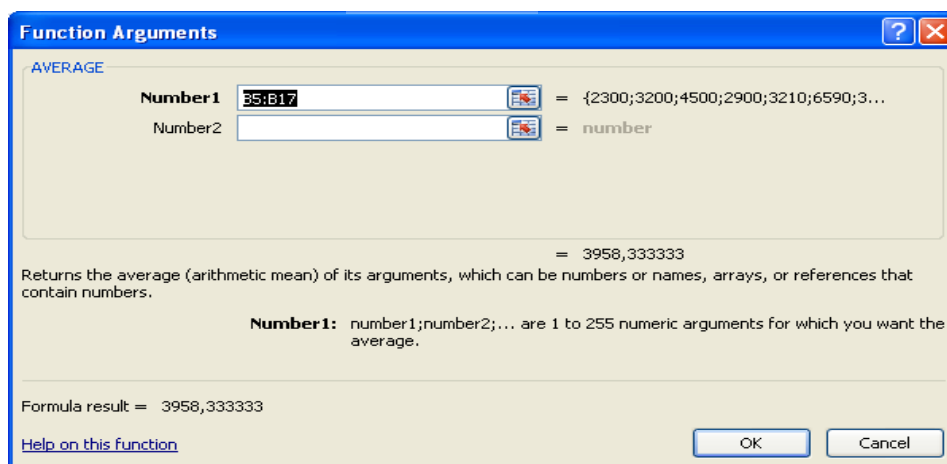 Function Arguments
AVERAGE
Number1 B5:B17 = {2300;3200;4500;2900;3210;6590;3...
Number2 = number
= 3958,333333
Returns the average (arithmetic mean) of its arguments, which can be numbers or names, arrays, or references that
contain numbers.
Number1: number1;number2;... are 1 to 255 numeric arguments for which you want the
average.
Formula result = 3958,333333
Help on this function OK Cancel